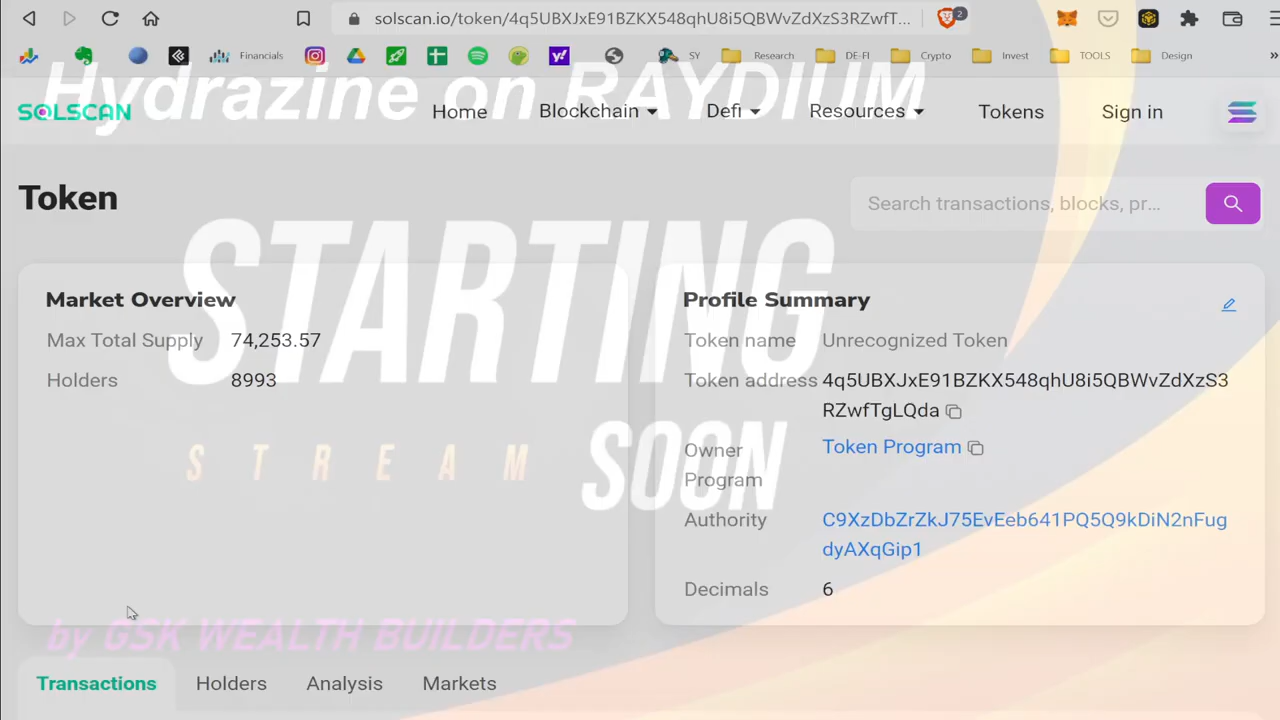 solscan.io/token/4q5UBXJxE91BZKX548qhU8i5QBWvZdXzS3RZwfT...
2
Financials
SY
Research
DE-FI
Crypto
Invest
TOOLS
Design
»
Hydrazine on RAYDIUM
SOLSCAN
Home
Blockchain
Defi
Resources
Tokens
Sign in
Token
Search transactions, blocks, pr...
STARTING
STREAM SOON
Market Overview
Max Total Supply 74,253.57
Holders 8993
Profile Summary
Token name Unrecognized Token
Token address 4q5UBXJxE91BZKX548qhU8i5QBWvZdXzS3
RZwfTgLQda
Owner Program
Token Program
Authority C9XzDbZrZkJ75EvEeb641PQ5Q9kDiN2nFug
dyAXqGip1
Decimals 6
by GSK WEALTH BUILDERS
Transactions
Holders
Analysis
Markets